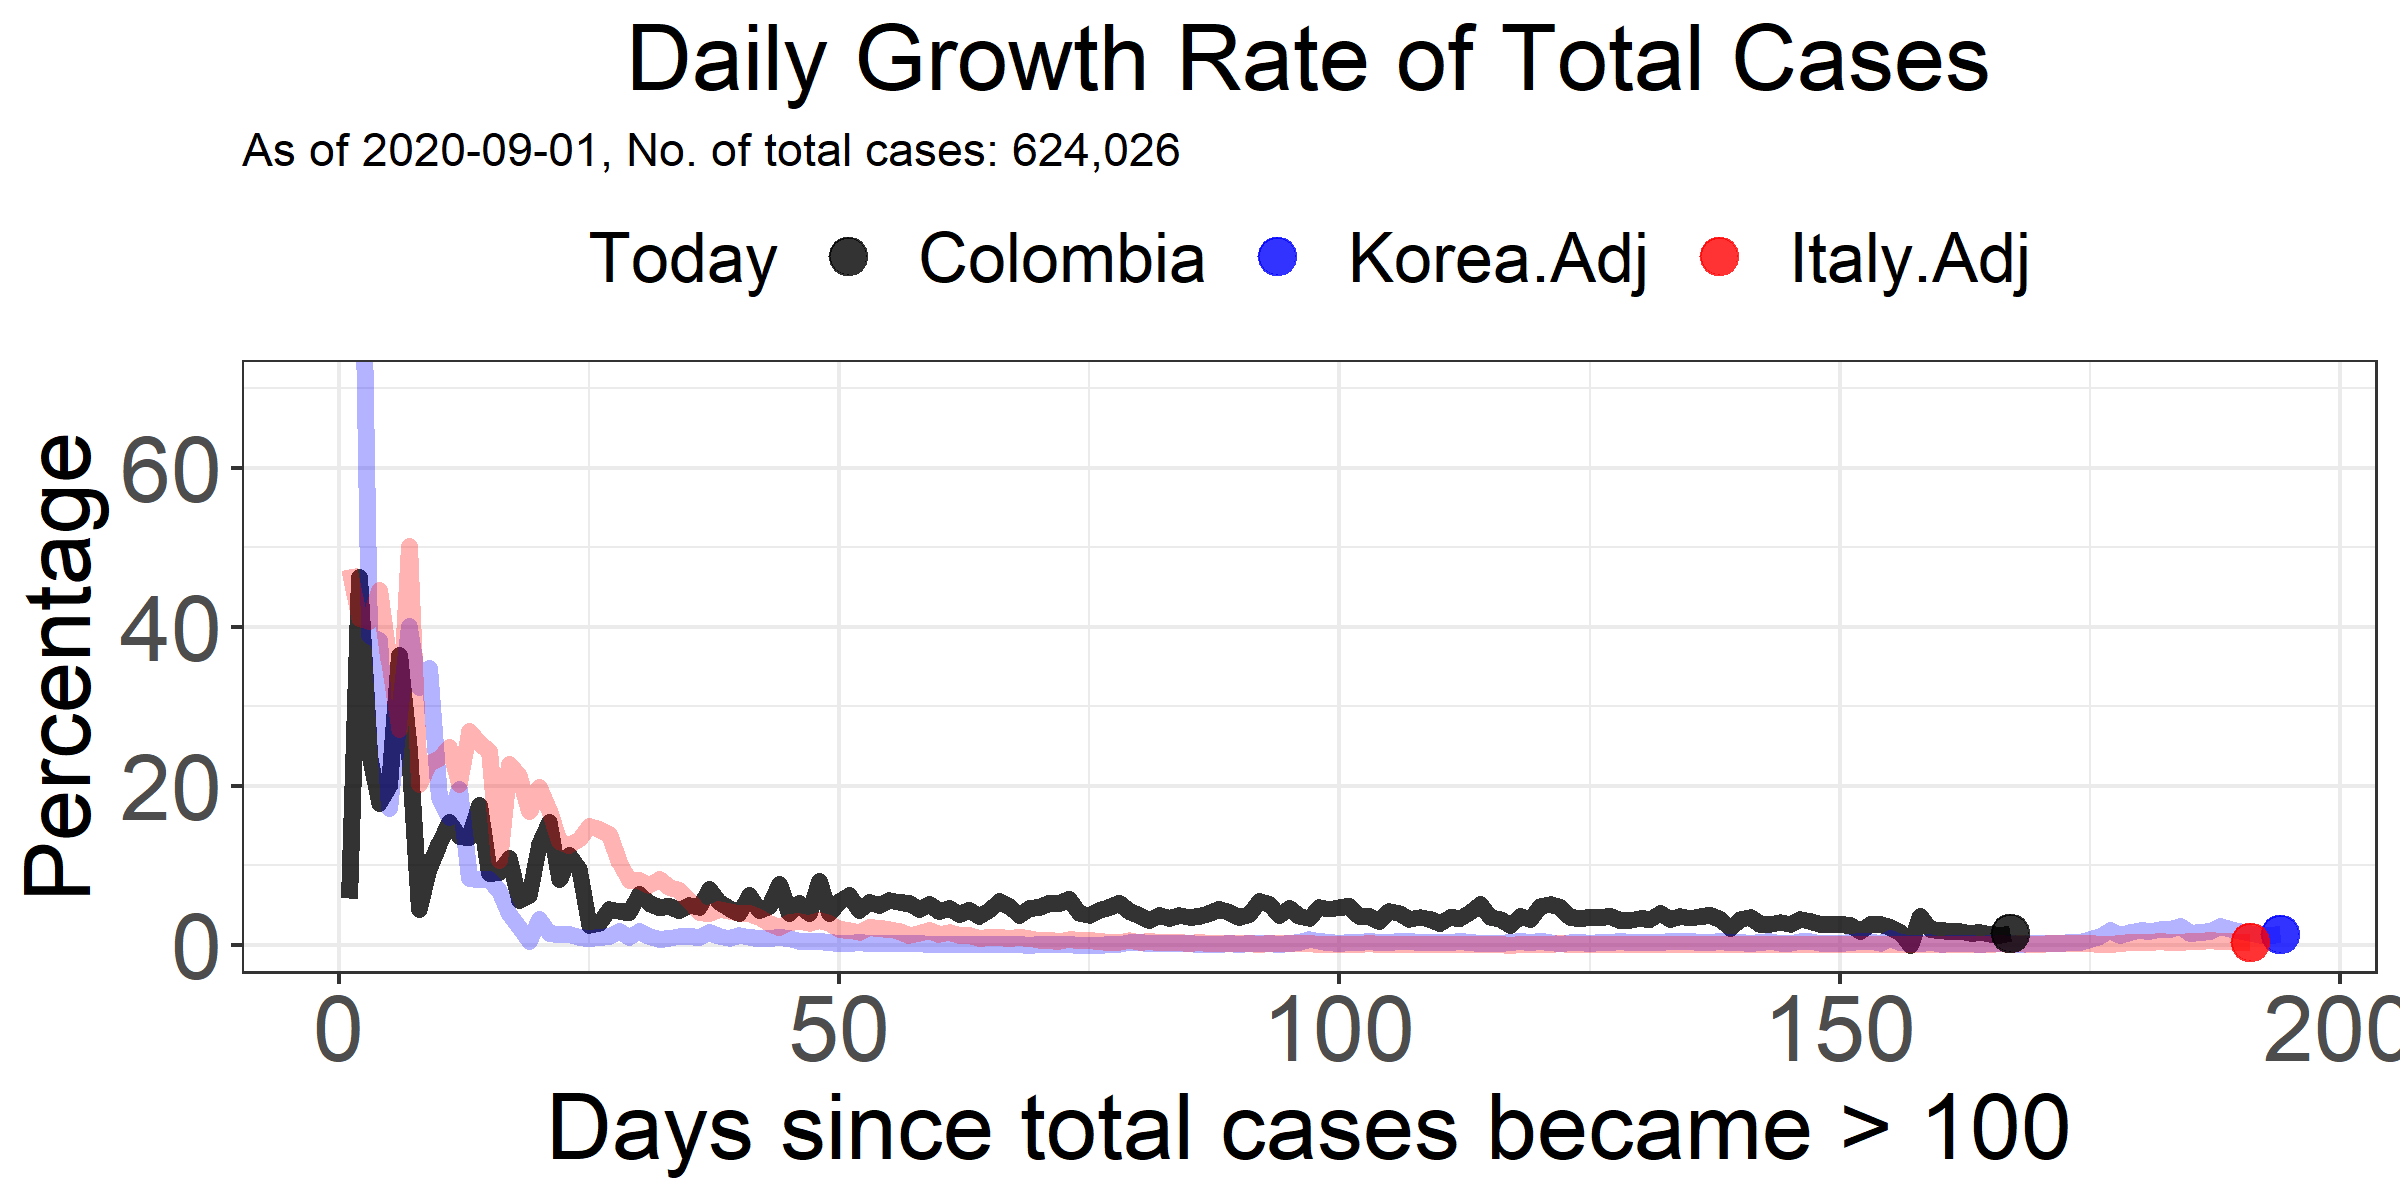 Daily Growth Rate of Total Cases
As of 2020-09-01, No. of total cases: 624,026
Today Colombia Korea.Adj Italy.Adj
Percentage
60
40
20
0
0 50 100 150 200
Days since total cases became > 100